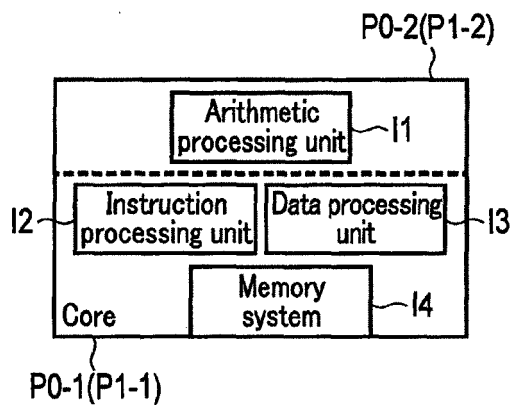 P0-2(P1-2)
Arithmetic
processing unit
I1
I2
Instruction
processing unit
Data processing
unit
I3
Memory
system
I4
Core
P0-1(P1-1)